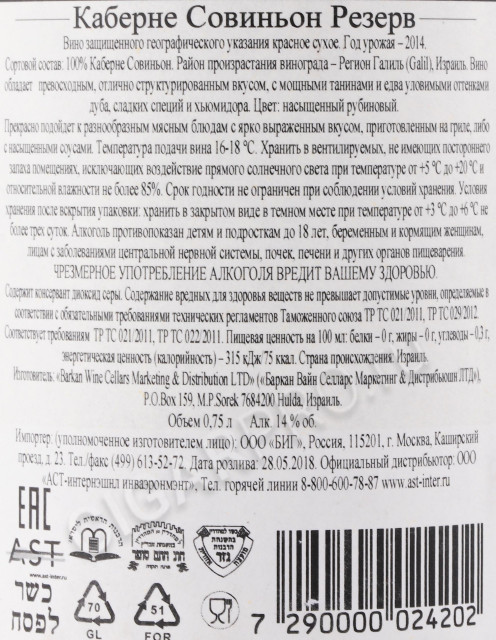 Каберне Совиньон Резерв
Вино защищенного географического указания красное сухое. Год урожая – 2014.
Сортовой состав: 100% Каберне Совиньон. Район произрастания винограда – Регион Галиль (Galil), Израиль. Вино
обладает превосходным, отлично структурированным вкусом, с мощными танинами и едва уловимыми оттенками
дуба, сладких специй и хьюмидора. Цвет: насыщенный рубиновый.
Прекрасно подойдет к разнообразным мясным блюдам с ярко выраженным вкусом, приготовленным на гриле, либо
с насыщенными соусами. Температура подачи вина 16-18 °C. Хранить в вентилируемых, не имеющих постороннего
запаха помещениях, исключающих воздействие прямого солнечного света при температуре от +5 °C до +20 °C и
относительной влажности не более 85%. Срок годности не ограничен при соблюдении условий хранения. Условия
хранения после вскрытия упаковки: хранить в закрытом виде в темном месте при температуре от +3 °C до +6 °C не
более трех суток. Алкоголь противопоказан детям и подросткам до 18 лет, беременным и кормящим женщинам,
лицам с заболеваниями центральной нервной системы, почек, печени и других органов пищеварения.
ЧРЕЗМЕРНОЕ УПОТРЕБЛЕНИЕ АЛКОГОЛЯ ВРЕДИТ ВАШЕМУ ЗДОРОВЬЮ.
Содержит консервант диоксид серы. Содержание вредных для здоровья веществ не превышает допустимые уровни, определяемые в
соответствии с обязательными требованиями технических регламентов Таможенного союза ТР ТС 021/2011, ТР ТС 029/2012.
Соответствует требованиям ТР ТС 021/2011, ТР ТС 022/2011. Пищевая ценность на 100 мл: белки – 0 г, жиры – 0 г, углеводы – 0,3 г,
энергетическая ценность (калорийность) – 315 кДж/75 ккал. Страна происхождения: Израиль.
Изготовитель: «Barkan Wine Cellars Marketing & Distribution LTD» («Баркан Вайн Селларс Маркетинг & Дистрибьюшн ЛТД»),
P.O.Box 159, M.P.Sorek 7684200 Hulda, Израиль.
Объем 0,75 л Алк. 14 % об.
Импортер: (уполномоченное изготовителем лицо): ООО «БИГ», Россия, 115201, г. Москва, Каширский
проезд, д. 23. Тел./факс (499) 613-52-72. Дата розлива: 28.05.2018. Официальный дистрибьютор: ООО
«АСТ-интернэшнл инваэронмэнт», Тел. горячей линии 8-800-600-78-87 www.ast-inter.ru
EAC
AST
www.ast-inter.ru
כשר
לפסח
חתם סופר
70
GL
51
FOR
7 290000 024202